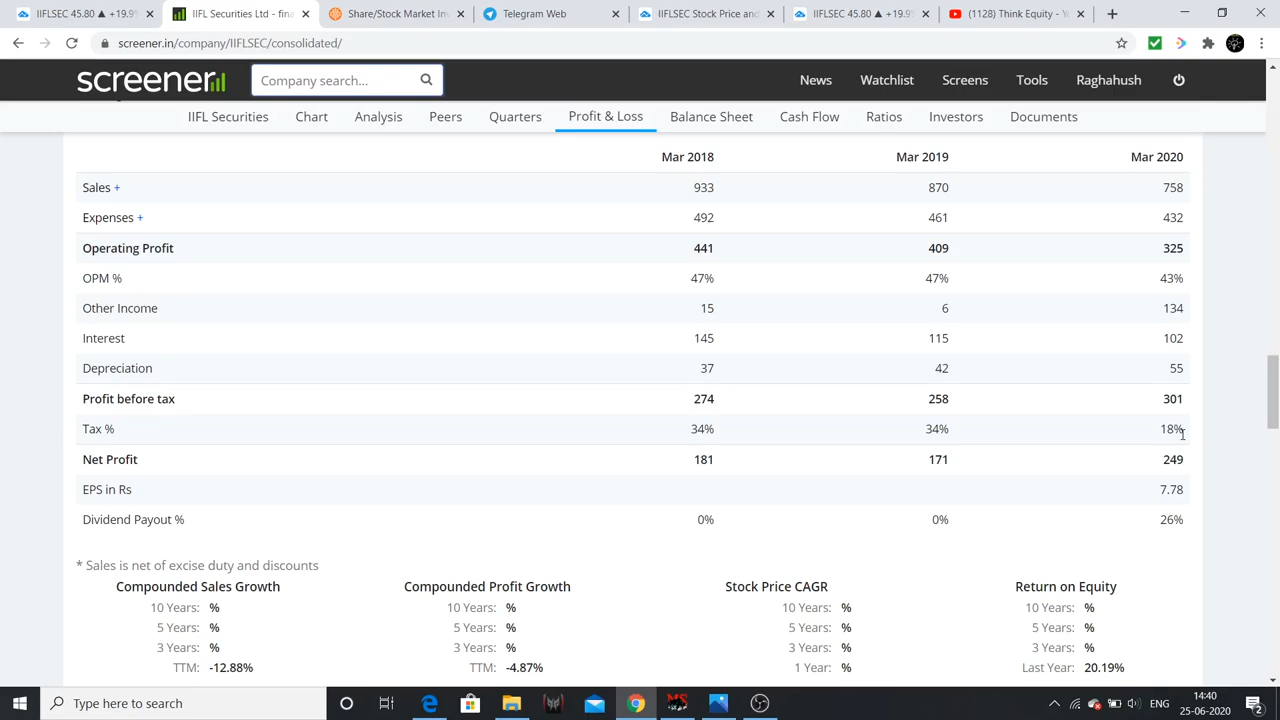 IIFLSEC 45.80 ▲ +19.9%
IIFL Securities Ltd - fina
Share/Stock Market In
Telegram Web
IIFLSEC Stock Price and
IIFLSEC 45.80 ▲ +19.9%
(1128) Think Equity - Yo
screener.in/company/IIFLSEC/consolidated/
screener
Company search...
News Watchlist Screens Tools Raghahush
IIFL Securities Chart Analysis Peers Quarters Profit & Loss Balance Sheet Cash Flow Ratios Investors Documents
Mar 2018 Mar 2019 Mar 2020
Sales + 933 870 758
Expenses + 492 461 432
Operating Profit 441 409 325
OPM % 47% 47% 43%
Other Income 15 6 134
Interest 145 115 102
Depreciation 37 42 55
Profit before tax 274 258 301
Tax % 34% 34% 18%
Net Profit 181 171 249
EPS in Rs 7.78
Dividend Payout % 0% 0% 26%
* Sales is net of excise duty and discounts
Compounded Sales Growth Compounded Profit Growth Stock Price CAGR Return on Equity
10 Years: % 10 Years: % 10 Years: % 10 Years: %
5 Years: % 5 Years: % 5 Years: % 5 Years: %
3 Years: % 3 Years: % 3 Years: % 3 Years: %
TTM: -12.88% TTM: -4.87% 1 Year: % Last Year: 20.19%
Type here to search
ENG
14:40
25-06-2020
2